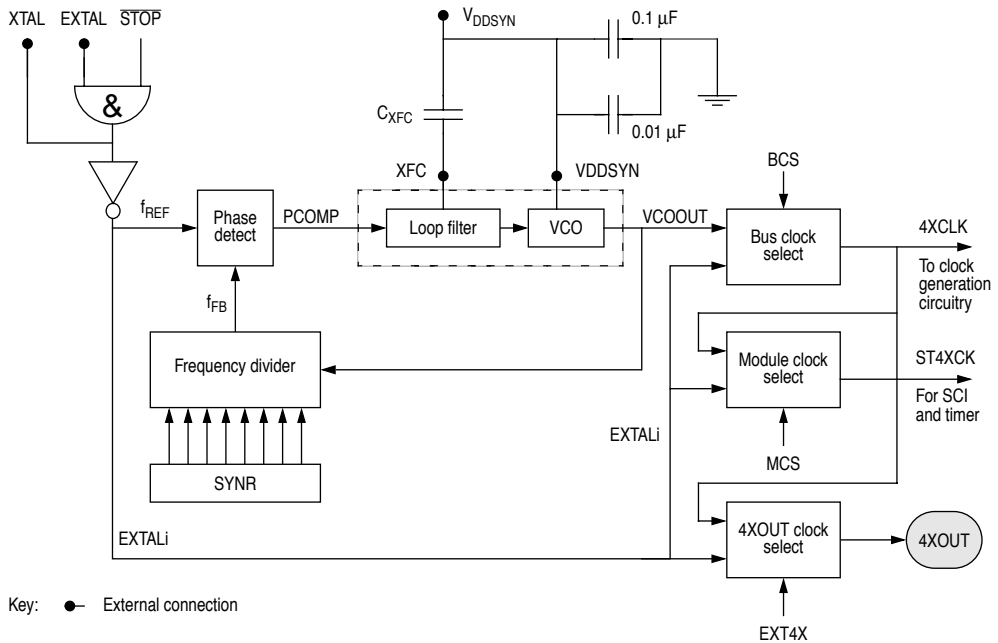 XTAL EXTAL STOP
VDDSYN
0.1 µF
&
CXFC
0.01 µF
XFC
VDDSYN
BCS
fREF
Phase
detect
PCOMP
Loop filter
VCO
VCOOUT
Bus clock
select
4XCLK
To clock
generation
circuitry
fFB
Frequency divider
Module clock
select
ST4XCK
For SCI
and timer
EXTALi
MCS
SYNR
EXTALi
4XOUT clock
select
4XOUT
Key: External connection
EXT4X